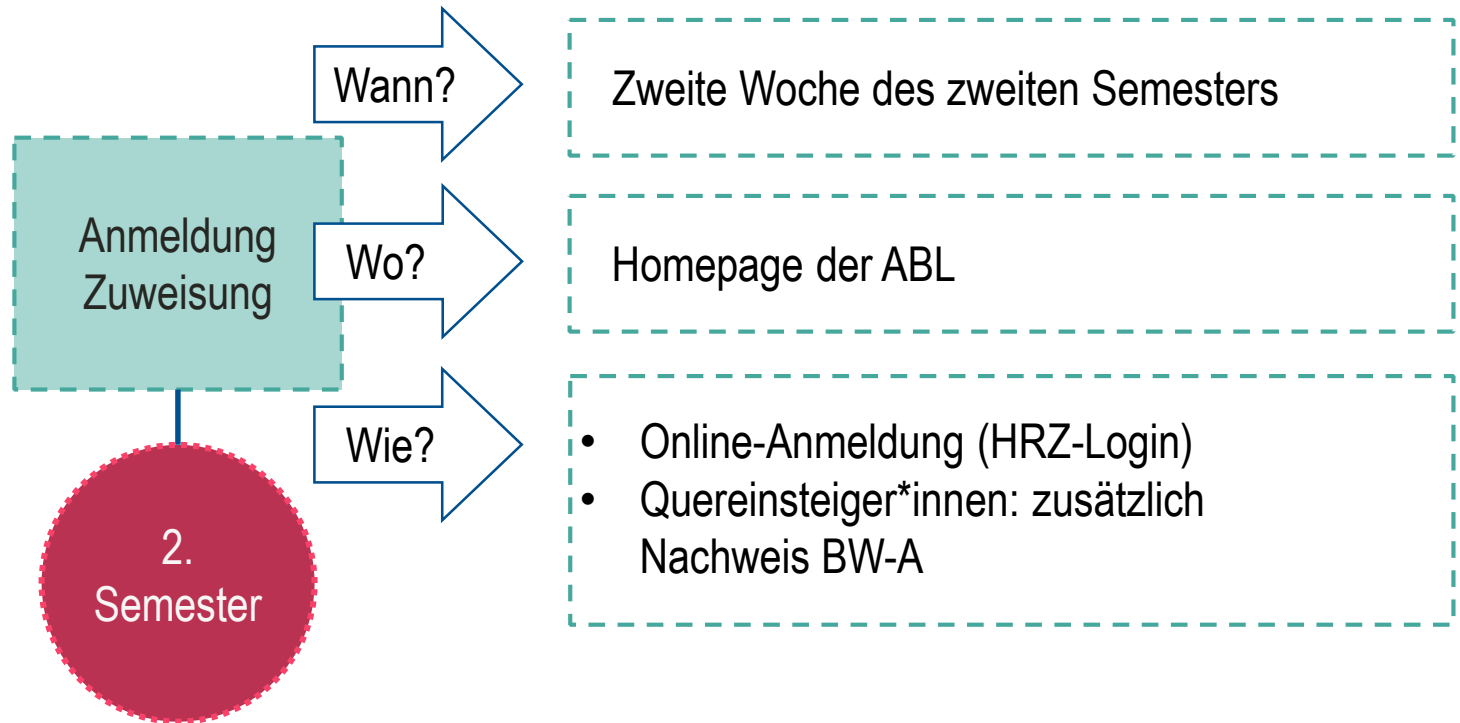 Wann?
Zweite Woche des zweiten Semesters
Anmeldung
Zuweisung
Wo?
Homepage der ABL
Wie?
• Online-Anmeldung (HRZ-Login)
• Quereinsteiger*innen: zusätzlich
Nachweis BW-A
2.
Semester